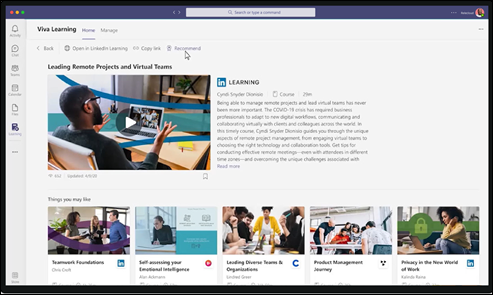 Search or type a command
Activity
Chat
Teams
Calendar
Files
Learning
Viva Learning
Home
Manage
Back
Open in LinkedIn Learning
Copy link
Recommend
Leading Remote Projects and Virtual Teams
in LEARNING
Cyndi Snyder Dionisio
Course
29m
Being able to manage remote projects and lead virtual teams has never
been more important. The COVID-19 crisis has required business
professionals to adapt to new digital workflows, communicating and
collaborating virtually with clients and colleagues across the world. In
this timely course, Cyndi Snyder Dionisio guides you through the unique
aspects of remote project management, from engaging virtual teams to
choosing the right technology and collaboration tools. Get tips for
conducting effective remote meetings—even with attendees in different
time zones—and overcoming the unique challenges associated with
Read more
652
Updated: 4/9/20
Things you may like
Teamwork Foundations
Chris Croft
Self-assessing your
Emotional Intelligence
Leading Diverse Teams &
Organizations
Product Management
Journey
Privacy in the New World
of Work